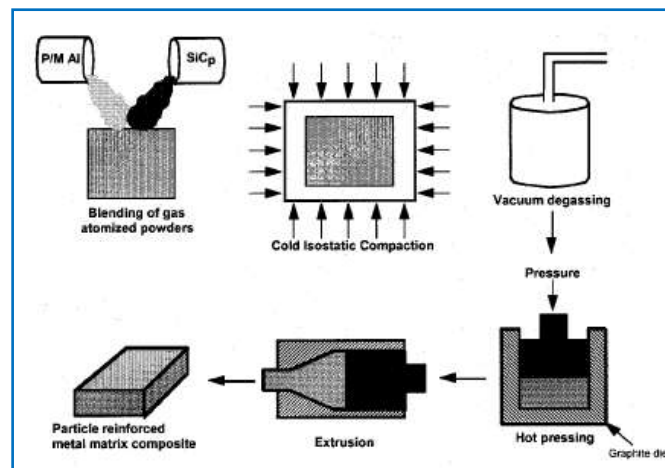 P/M Al
SiCp
Blending of gas
atomized powders
Cold Isostatic Compaction
Vacuum degassing
Pressure
Hot pressing
Graphite die
Extrusion
Particle reinforced
metal matrix composite